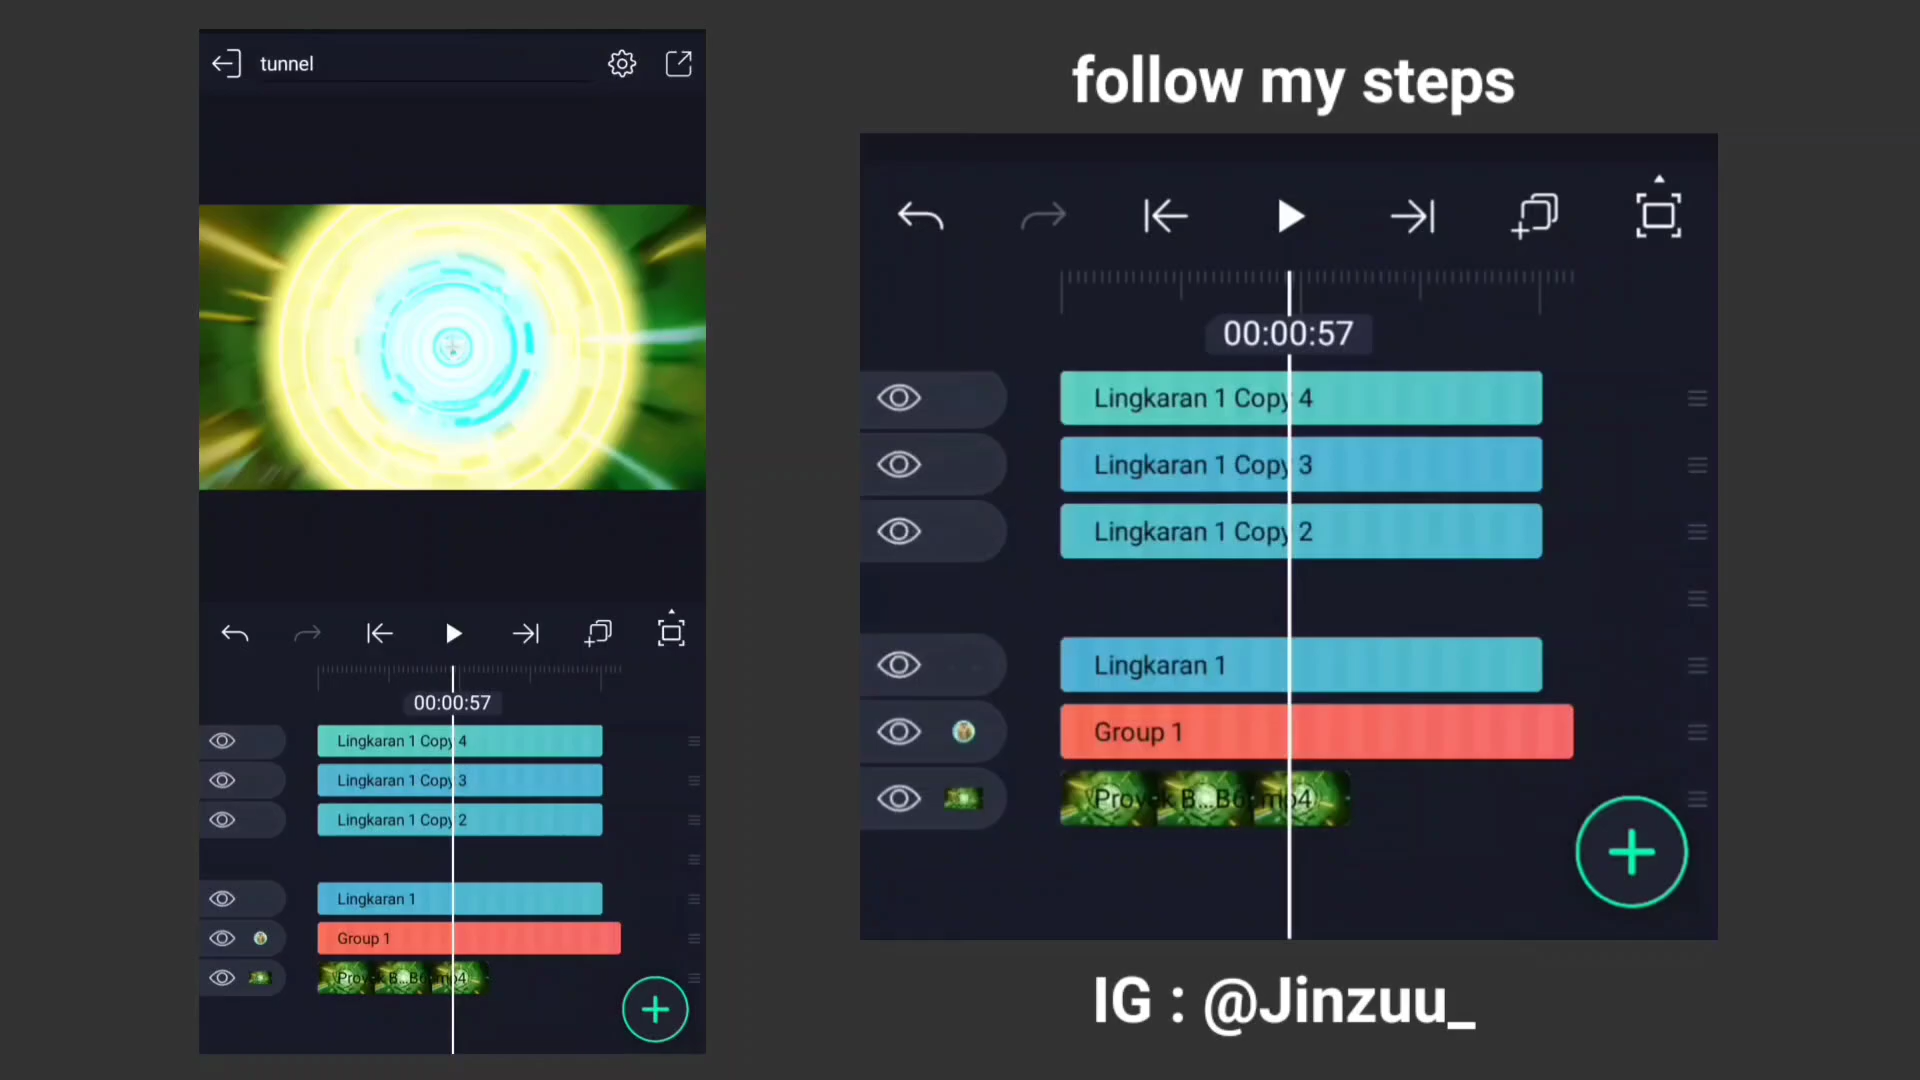 tunnel
00:00:57
Lingkaran 1 Copy 4
Lingkaran 1 Copy 3
Lingkaran 1 Copy 2
Lingkaran 1
Group 1
follow my steps
00:00:57
Lingkaran 1 Copy 4
Lingkaran 1 Copy 3
Lingkaran 1 Copy 2
Lingkaran 1
Group 1
IG : @Jinzuu_